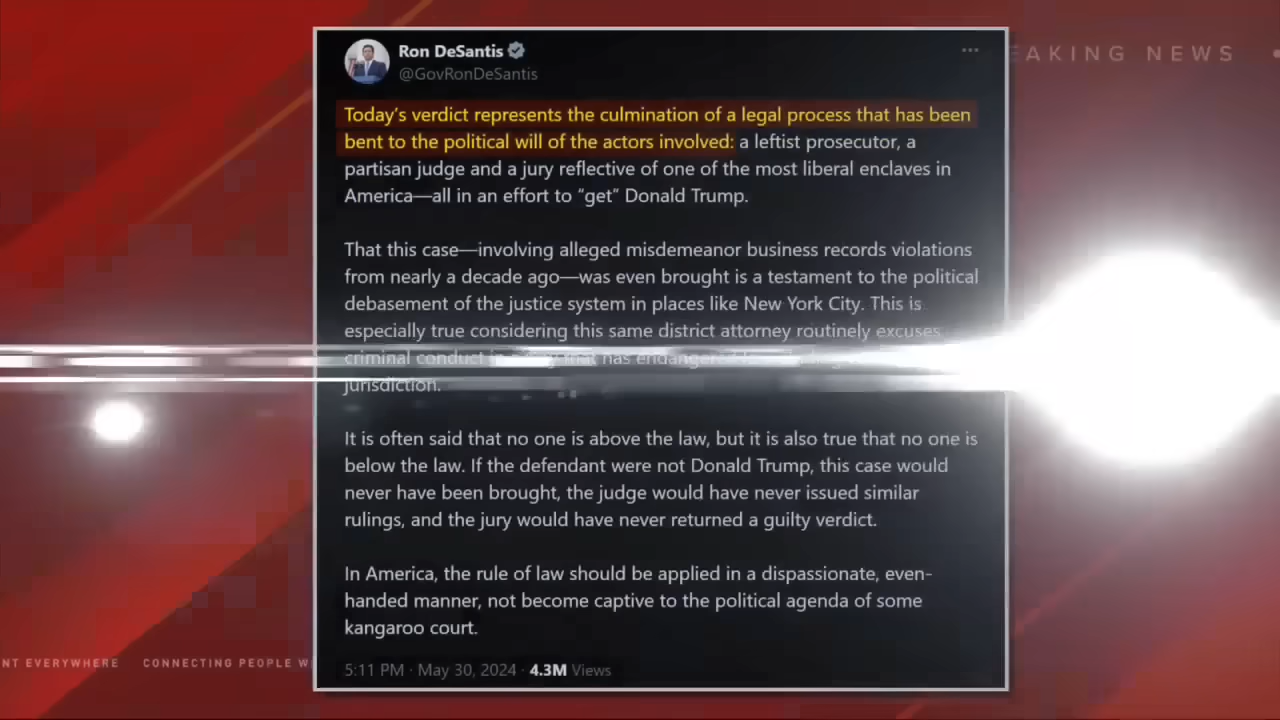 Ron DeSantis
@GovRonDeSantis
EAKING NEWS
Today's verdict represents the culmination of a legal process that has been
bent to the political will of the actors involved: a leftist prosecutor, a
partisan judge and a jury reflective of one of the most liberal enclaves in
America—all in an effort to "get" Donald Trump.
That this case—involving alleged misdemeanor business records violations
from nearly a decade ago—was even brought is a testament to the political
debasement of the justice system in places like New York City. This is
especially true considering this same district attorney routinely excuses
criminal conduct in a way that has endangered
jurisdiction.
It is often said that no one is above the law, but it is also true that no one is
below the law. If the defendant were not Donald Trump, this case would
never have been brought, the judge would have never issued similar
rulings, and the jury would have never returned a guilty verdict.
In America, the rule of law should be applied in a dispassionate, even-
handed manner, not become captive to the political agenda of some
kangaroo court.
NT EVERYWHERE CONNECTING PEOPLE W
5:11 PM · May 30, 2024 · 4.3M Views